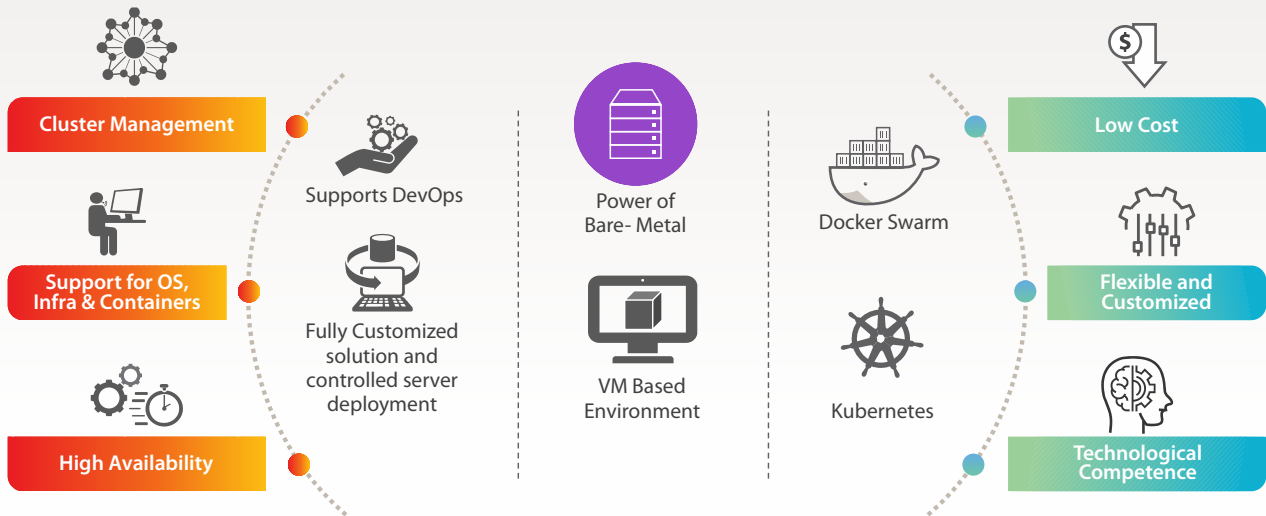 Cluster Management
Support for OS,
Infra & Containers
High Availability
Supports DevOps
Fully Customized
solution and
controlled server
deployment
Power of
Bare- Metal
VM Based
Environment
Docker Swarm
Kubernetes
$
Low Cost
Flexible and
Customized
Technological
Competence